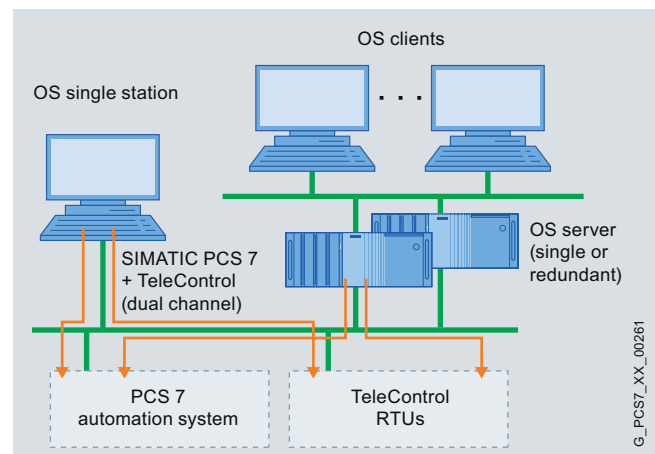 OS clients
OS single station
. . .
OS server
(single or
redundant)
SIMATIC PCS 7
+ TeleControl
(dual channel)
PCS 7
automation system
TeleControl
RTUs
G_PCS7_XX_00261